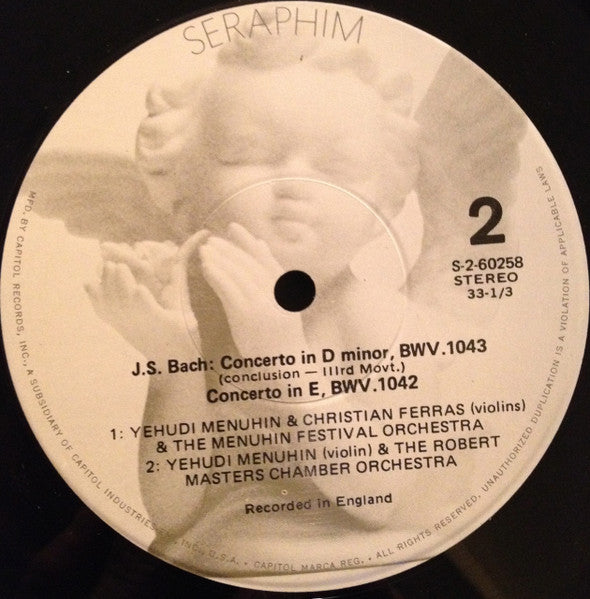 SERAPHIM
2
S-2-60258
STEREO
33-1/3
J.S. Bach: Concerto in D minor, BWV.1043
(conclusion — IIIrd Movt.)
Concerto in E, BWV.1042
1: YEHUDI MENUHIN & CHRISTIAN FERRAS (violins)
& THE MENUHIN FESTIVAL ORCHESTRA
2: YEHUDI MENUHIN (violin) & THE ROBERT
MASTERS CHAMBER ORCHESTRA
Recorded in England
MFD. BY CAPITOL RECORDS, INC., A SUBSIDIARY OF CAPITOL INDUSTRIES INC., U.S.A. • CAPITOL MARCA REG. • ALL RIGHTS RESERVED. UNAUTHORIZED DUPLICATION IS A VIOLATION OF APPLICABLE LAWS